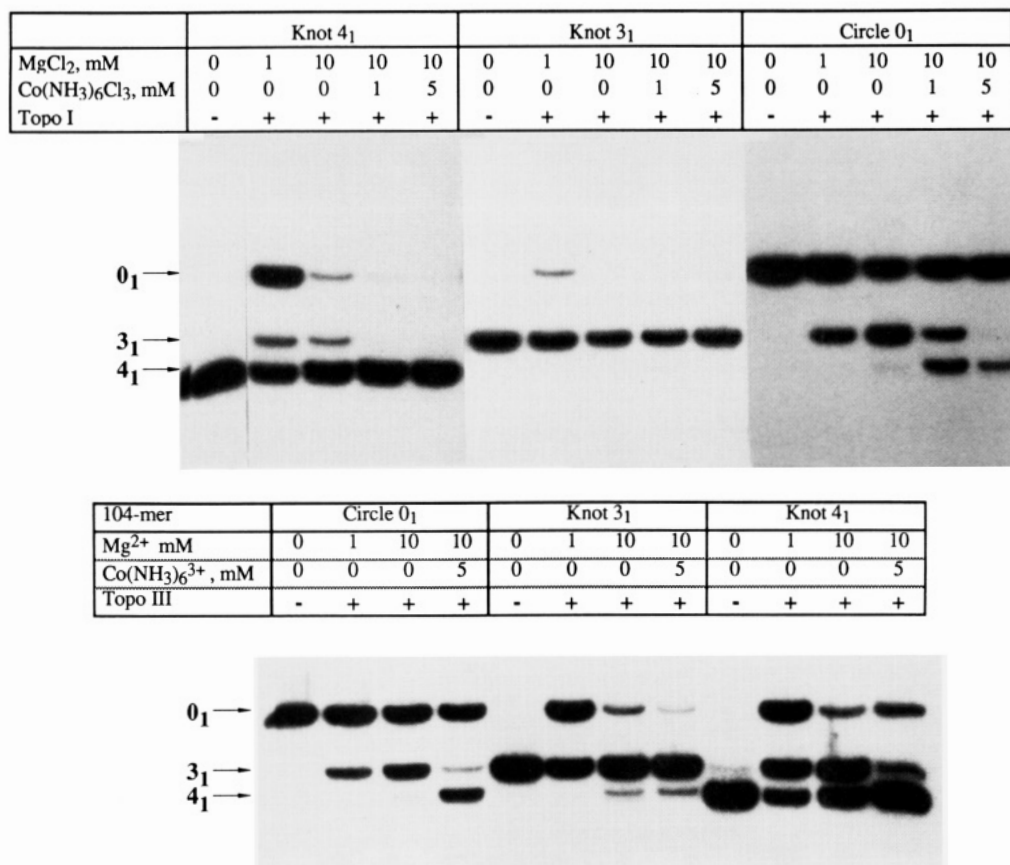 Knot 4₁ Knot 3₁ Circle 0₁
MgCl₂, mM 0 1 10 10 10 0 1 10 10 10 0 1 10 10 10
Co(NH₃)₆Cl₃, mM 0 0 0 1 5 0 0 0 1 5 0 0 0 1 5
Topo I - + + + + - + + + + - + + + +
0₁
3₁
4₁
104-mer Circle 0₁ Knot 3₁ Knot 4₁
Mg²⁺ mM 0 1 10 10 0 1 10 10 0 1 10 10
Co(NH₃)₆³⁺ , mM 0 0 0 5 0 0 0 5 0 0 0 5
Topo III - + + + - + + + - + + +
0₁
3₁
4₁